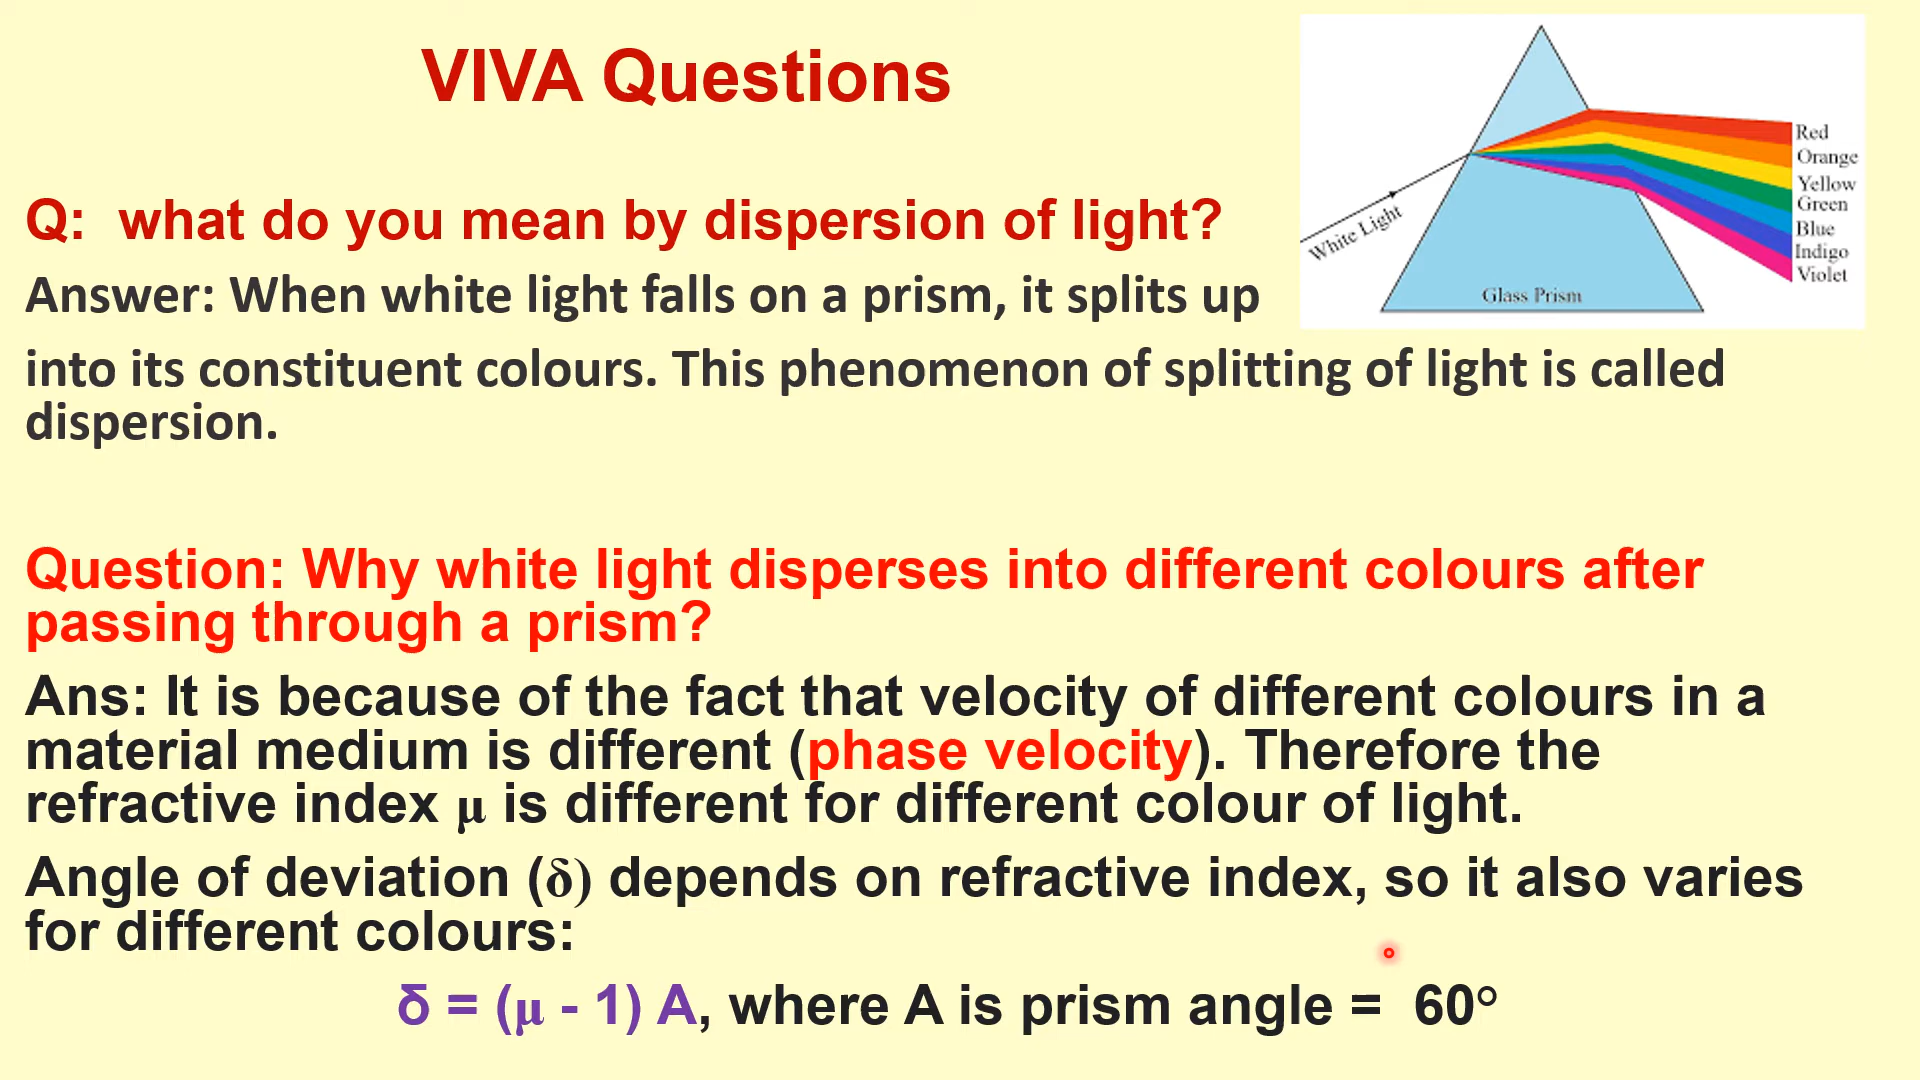 VIVA Questions
Q: what do you mean by dispersion of light?
Answer: When white light falls on a prism, it splits up
into its constituent colours. This phenomenon of splitting of light is called
dispersion.
Red
Orange
Yellow
Green
Blue
Indigo
Violet
White Light
Glass Prism
Question: Why white light disperses into different colours after
passing through a prism?
Ans: It is because of the fact that velocity of different colours in a
material medium is different (phase velocity). Therefore the
refractive index μ is different for different colour of light.
Angle of deviation (δ) depends on refractive index, so it also varies
for different colours:
δ = (μ - 1) A, where A is prism angle = 60°